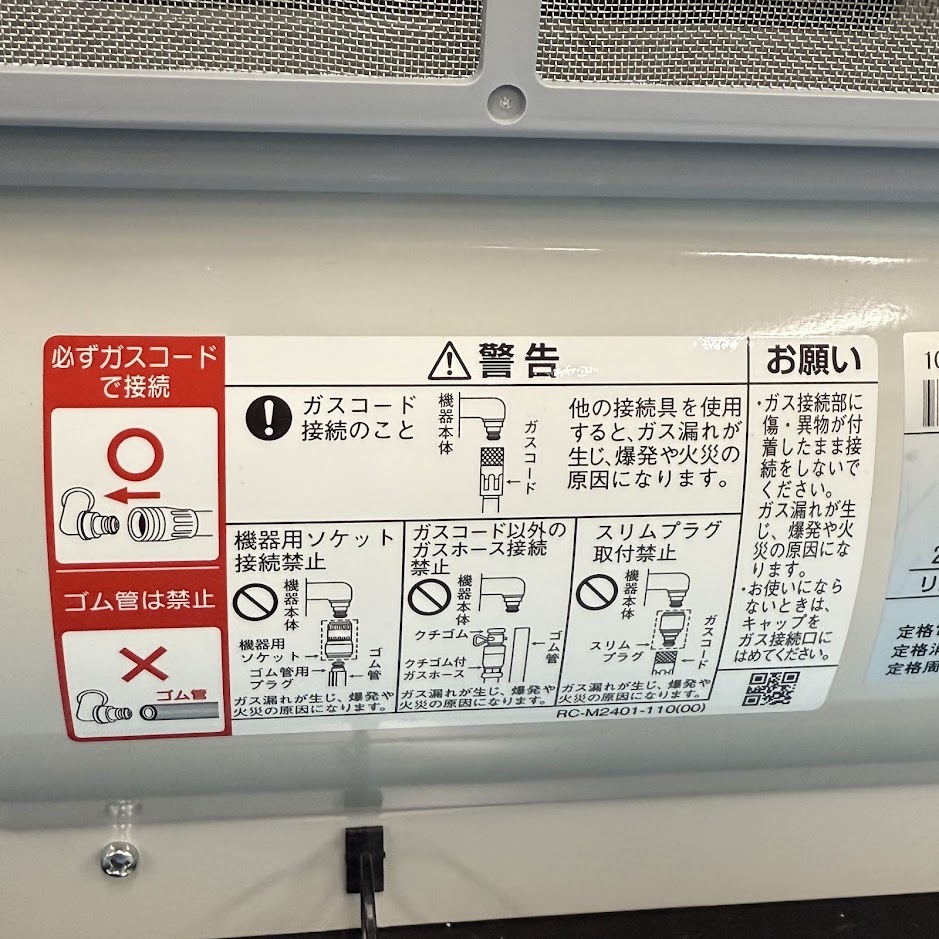 必ずガスコード
で接続
ゴム管は禁止
ゴム管
警告
ガスコード
接続のこと
機器本体
ガスコード
他の接続具を使用
すると、ガス漏れが
生じ、爆発や火災の
原因になります。
機器用ソケット
接続禁止
機器本体
機器用
ソケット
ゴム管用
プラグ
ゴム管
ガス漏れが生じ、爆発や
火災の原因になります。
ガスコード以外の
ガスホース接続
禁止
機器本体
クチゴム
クチゴム付
ガスホース
ゴム管
ガス漏れが生じ、爆発や
火災の原因になります。
スリムプラグ
取付禁止
機器本体
スリム
プラグ
ガスコード
ガス漏れが生じ、爆発や
火災の原因になります。
RC-M2401-110(00)
お願い
・ガス接続部に
傷・異物が付
着したまま接
続をしないで
ください。
ガス漏れが生
じ、爆発や火
災の原因にな
ります。
・お使いになら
ないときは、
キャップを
ガス接続口に
はめてください。
10
2
リ
定格
定格消
定格周